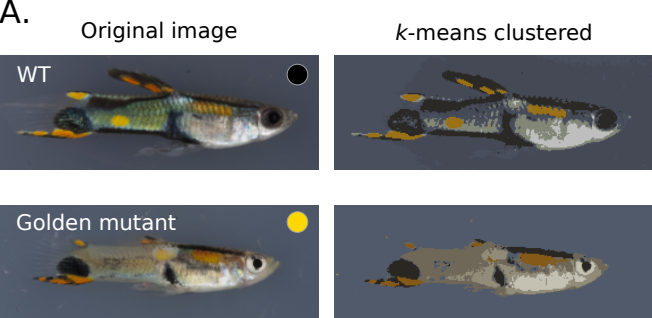 A.
Original image
k-means clustered
WT
Golden mutant